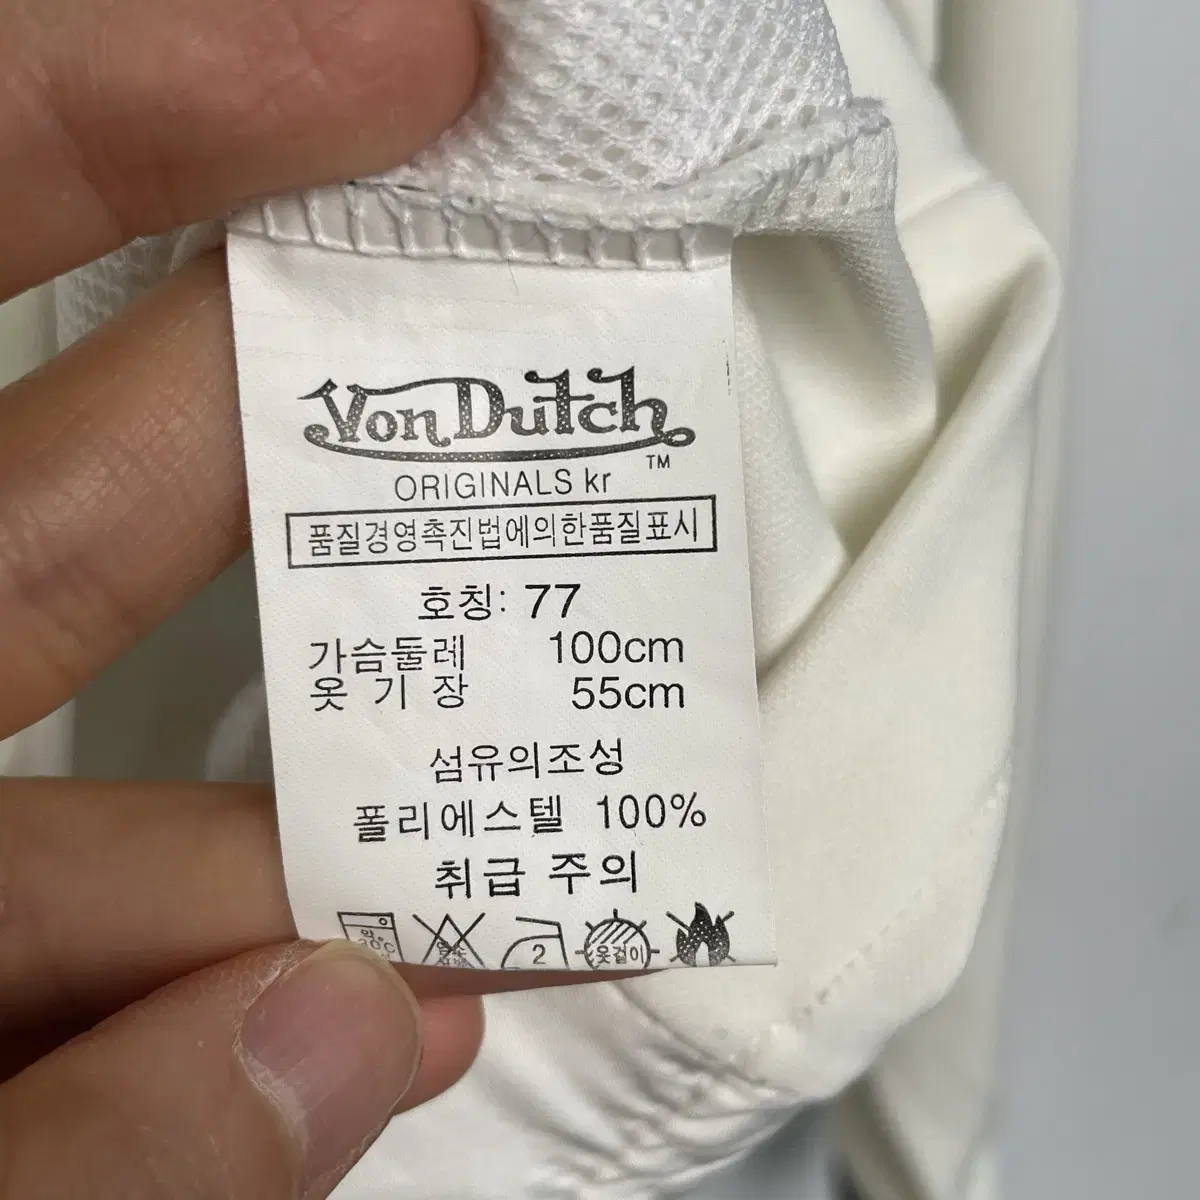 Von Dutch
TM
ORIGINALS kr
품질경영촉진법에의한품질표시
호칭: 77
가슴둘레 100cm
옷 기 장 55cm
섬유의조성
폴리에스텔 100%
취급 주의
2 옷걸이